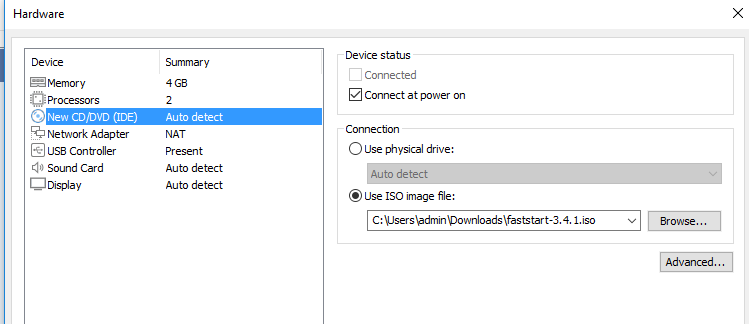 Hardware
Device Summary
Memory 4 GB
Processors 2
New CD/DVD (IDE) Auto detect
Network Adapter NAT
USB Controller Present
Sound Card Auto detect
Display Auto detect
Device status
Connected
Connect at power on
Connection
Use physical drive:
Auto detect
Use ISO image file:
C:\Users\admin\Downloads\faststart-3.4.1.iso Browse...
Advanced...